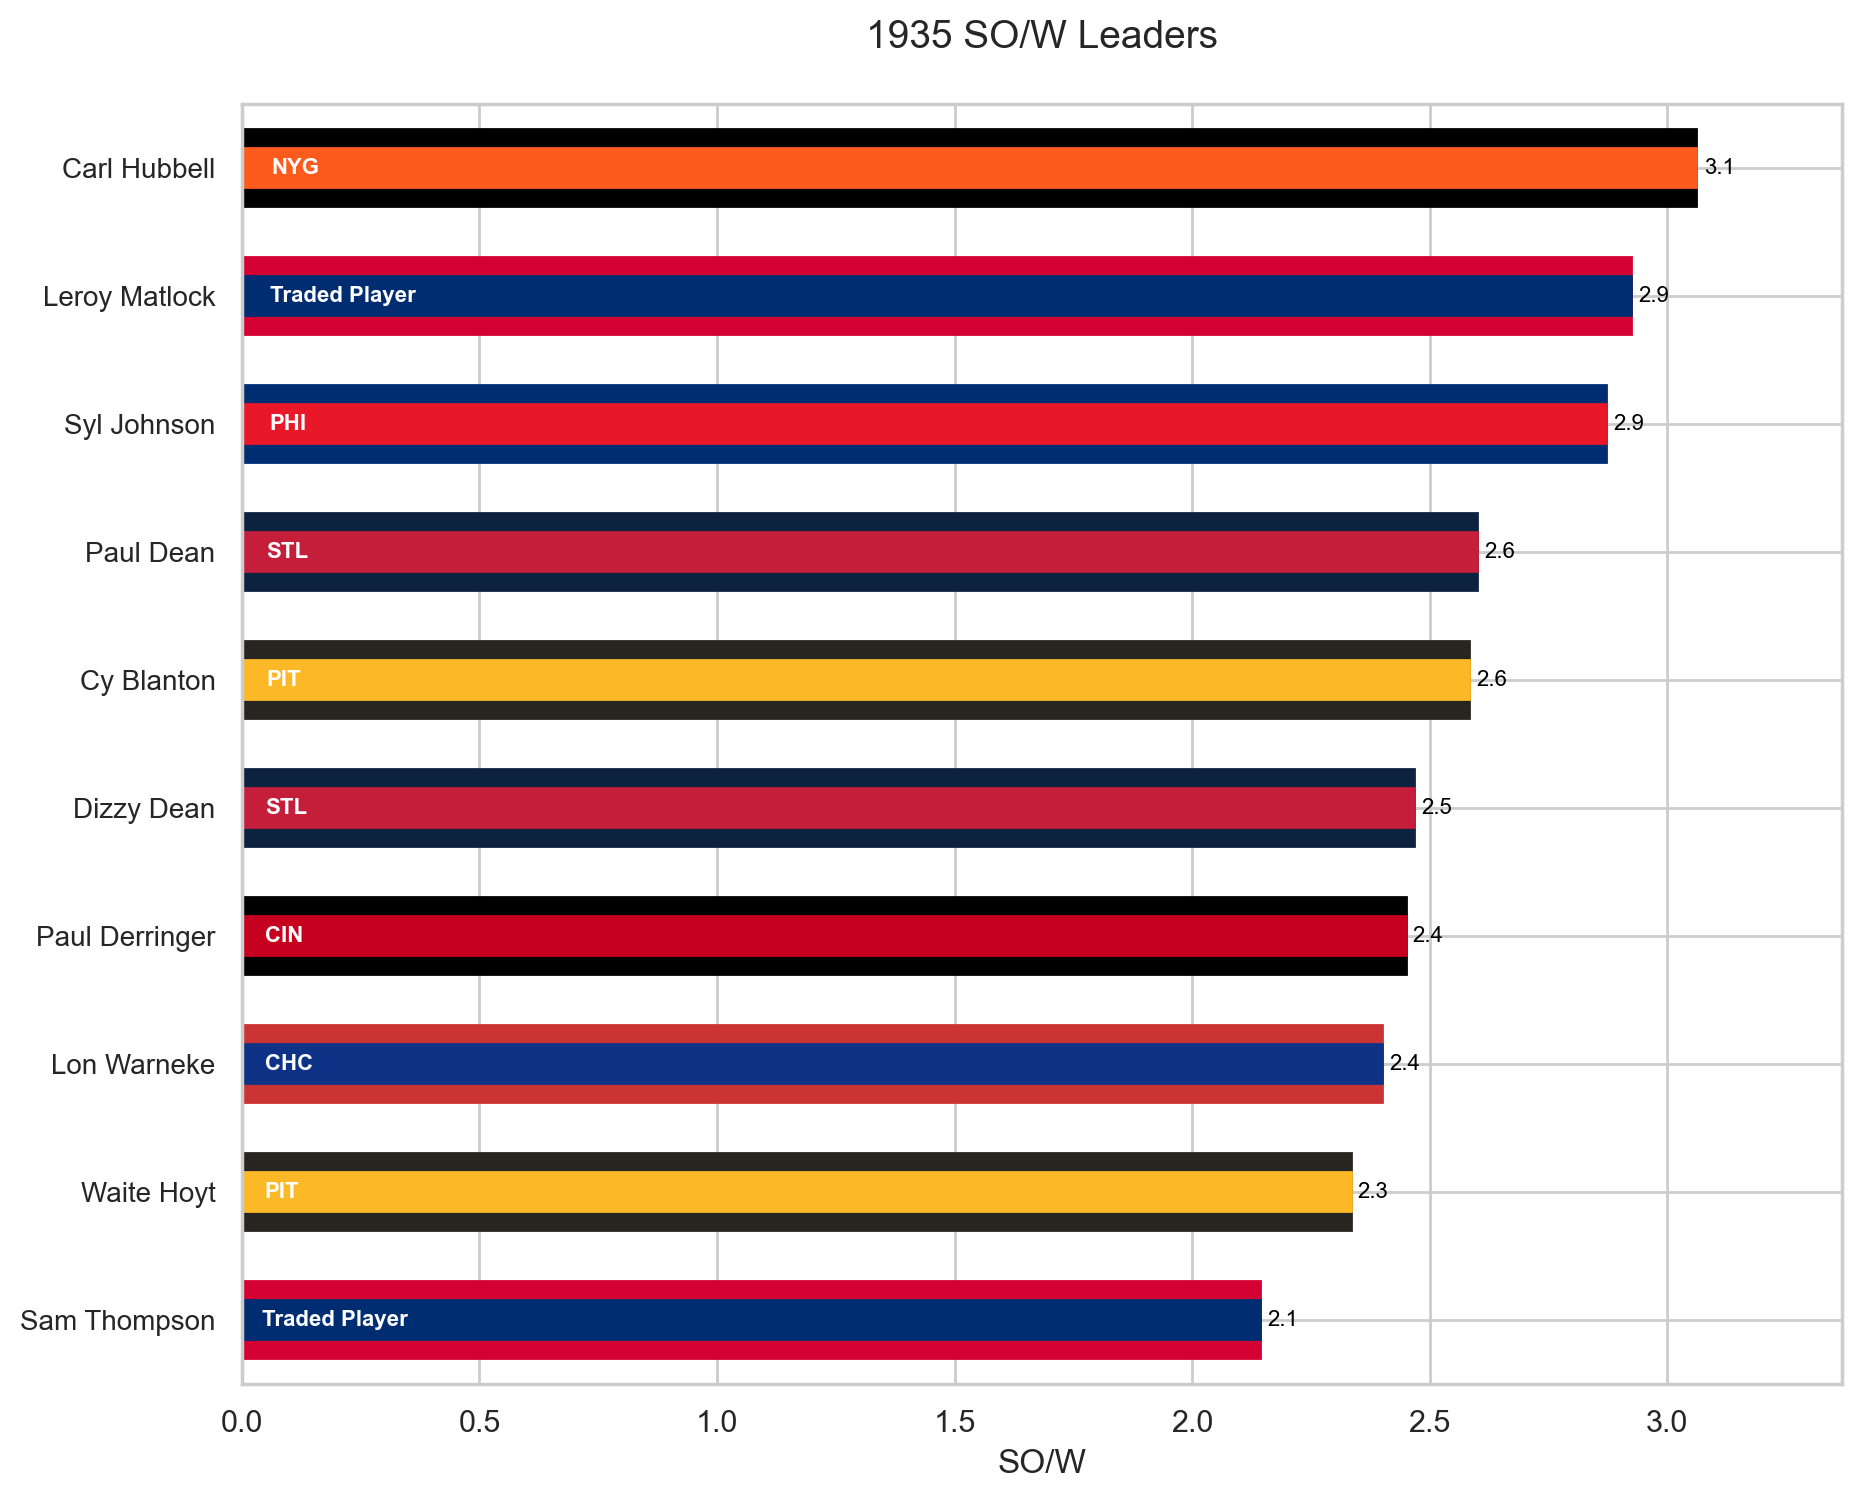 1935 SO/W Leaders
Carl Hubbell NYG 3.1
Leroy Matlock Traded Player 2.9
Syl Johnson PHI 2.9
Paul Dean STL 2.6
Cy Blanton PIT 2.6
Dizzy Dean STL 2.5
Paul Derringer CIN 2.4
Lon Warneke CHC 2.4
Waite Hoyt PIT 2.3
Sam Thompson Traded Player 2.1
0.0 0.5 1.0 1.5 2.0 2.5 3.0
SO/W